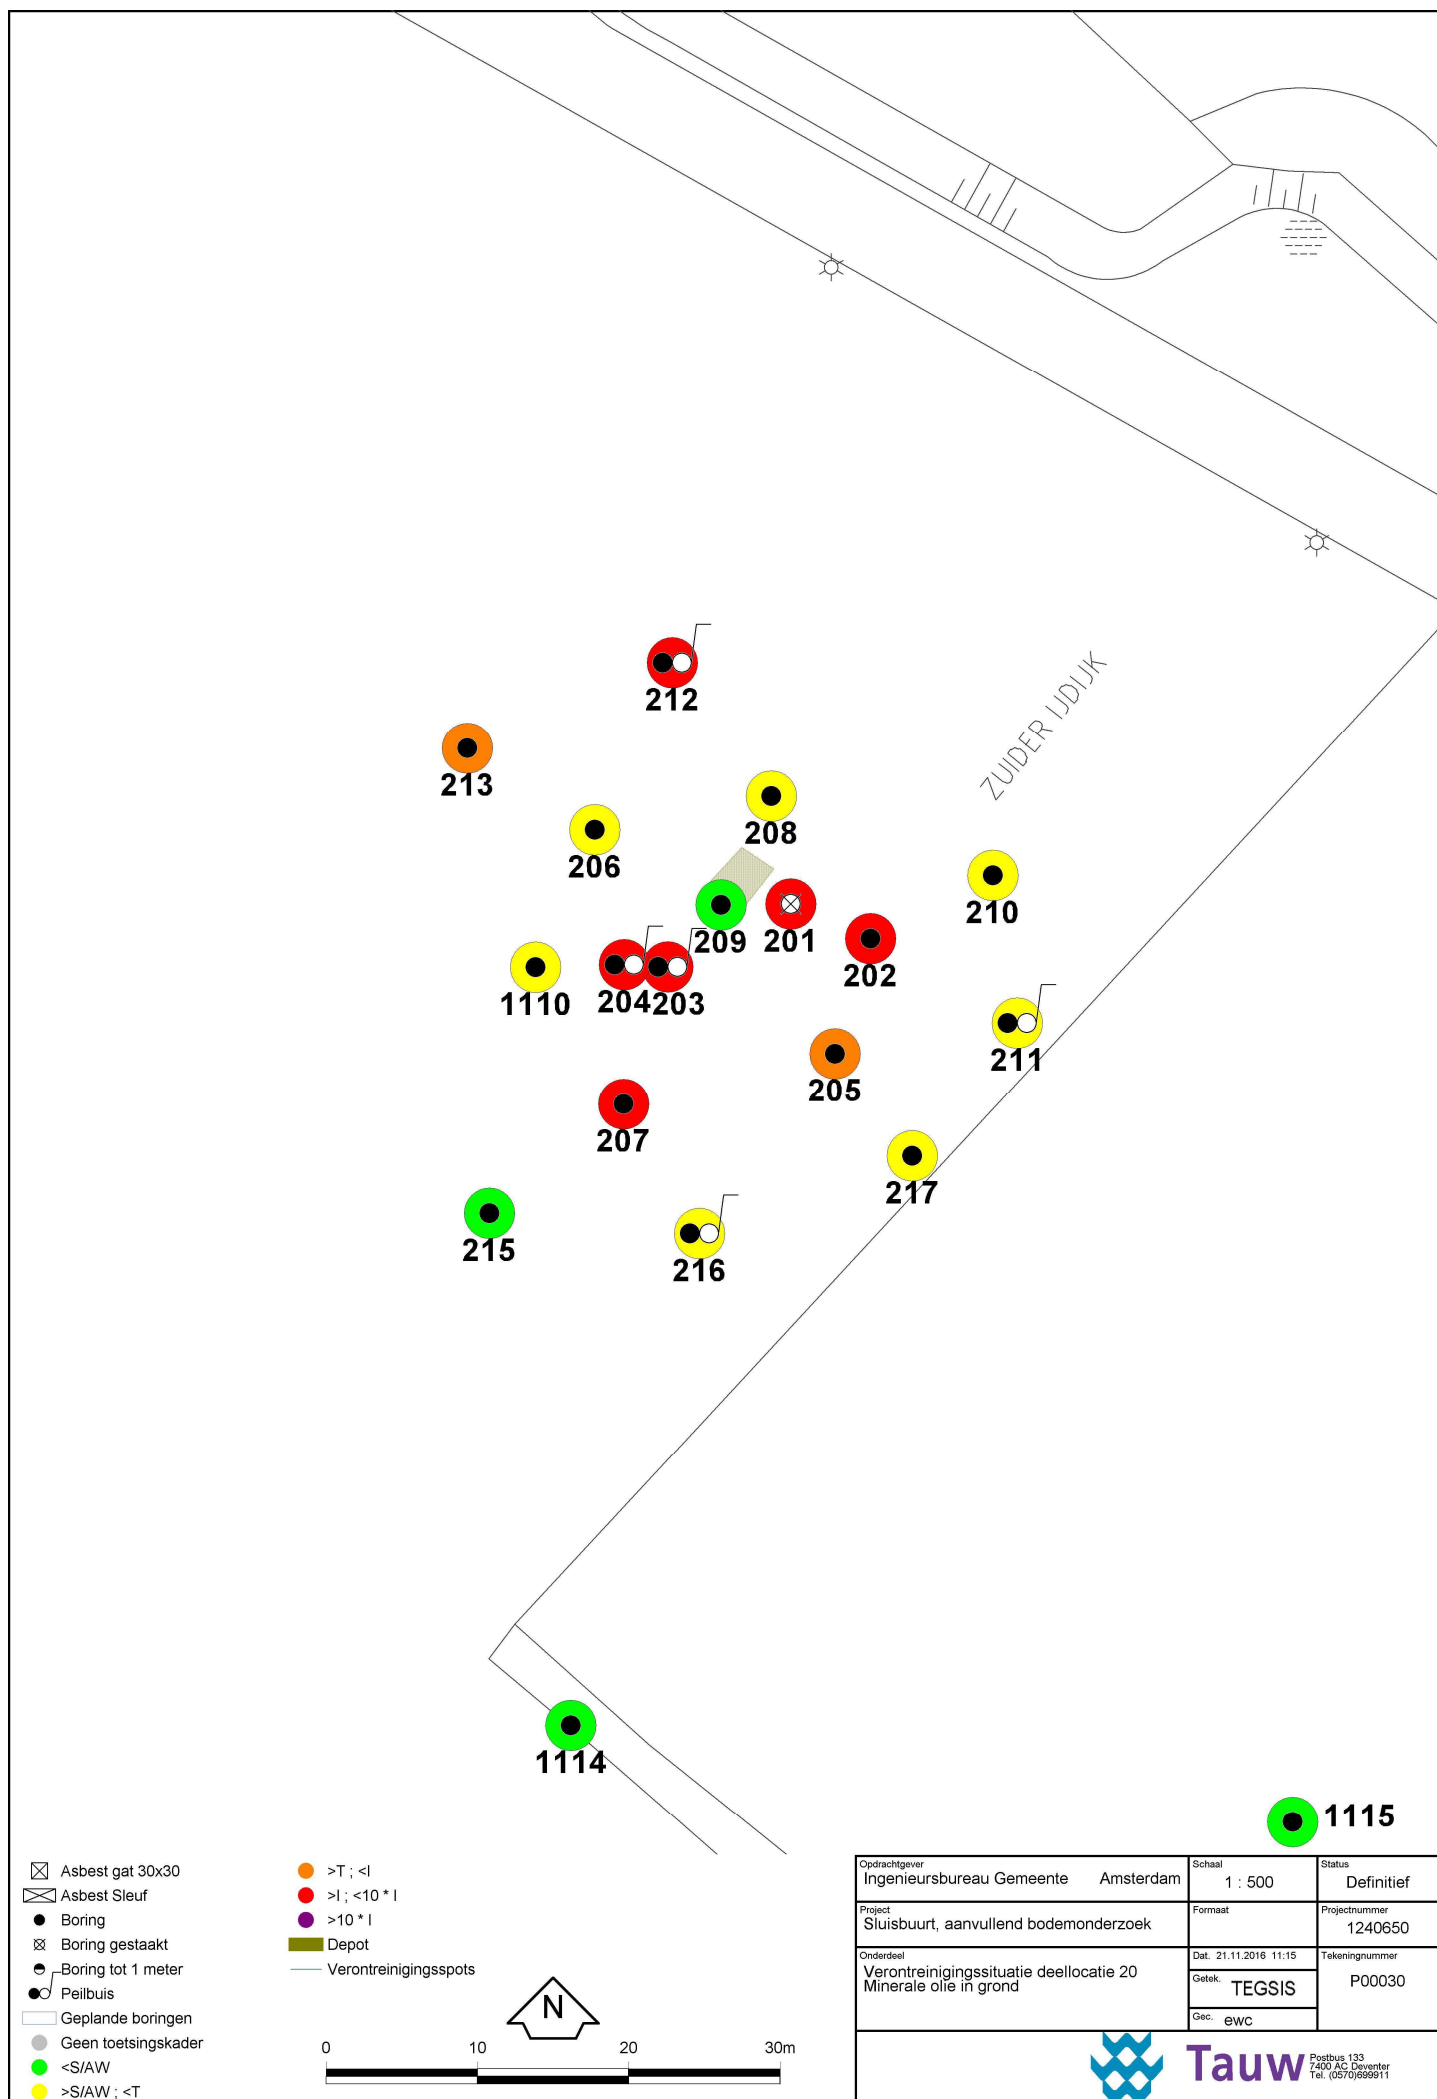 ZUIDER IJDIJK
212
213
208
206
210
209
201
202
1110
204
203
211
205
207
217
215
216
1114
1115
Asbest gat 30x30
Asbest Sleuf
Boring
Boring gestaakt
Boring tot 1 meter
Peilbuis
Geplande boringen
Geen toetsingskader
<S/AW
>S/AW ; <T
>T ; <I
>I ; <10 * I
>10 * I
Depot
Verontreinigingsspots
N
0 10 20 30m
Opdrachtgever
Ingenieursbureau Gemeente Amsterdam
Schaal
1 : 500
Status
Definitief
Project
Sluisbuurt, aanvullend bodemonderzoek
Formaat
Projectnummer
1240650
Onderdeel
Verontreinigingssituatie deellocatie 20
Minerale olie in grond
Dat. 21.11.2016 11:15
Getek. TEGSIS
Gec. ewc
Tekeningnummer
P00030
Tauw
Postbus 133
7400 AC Deventer
Tel. (0570)699911